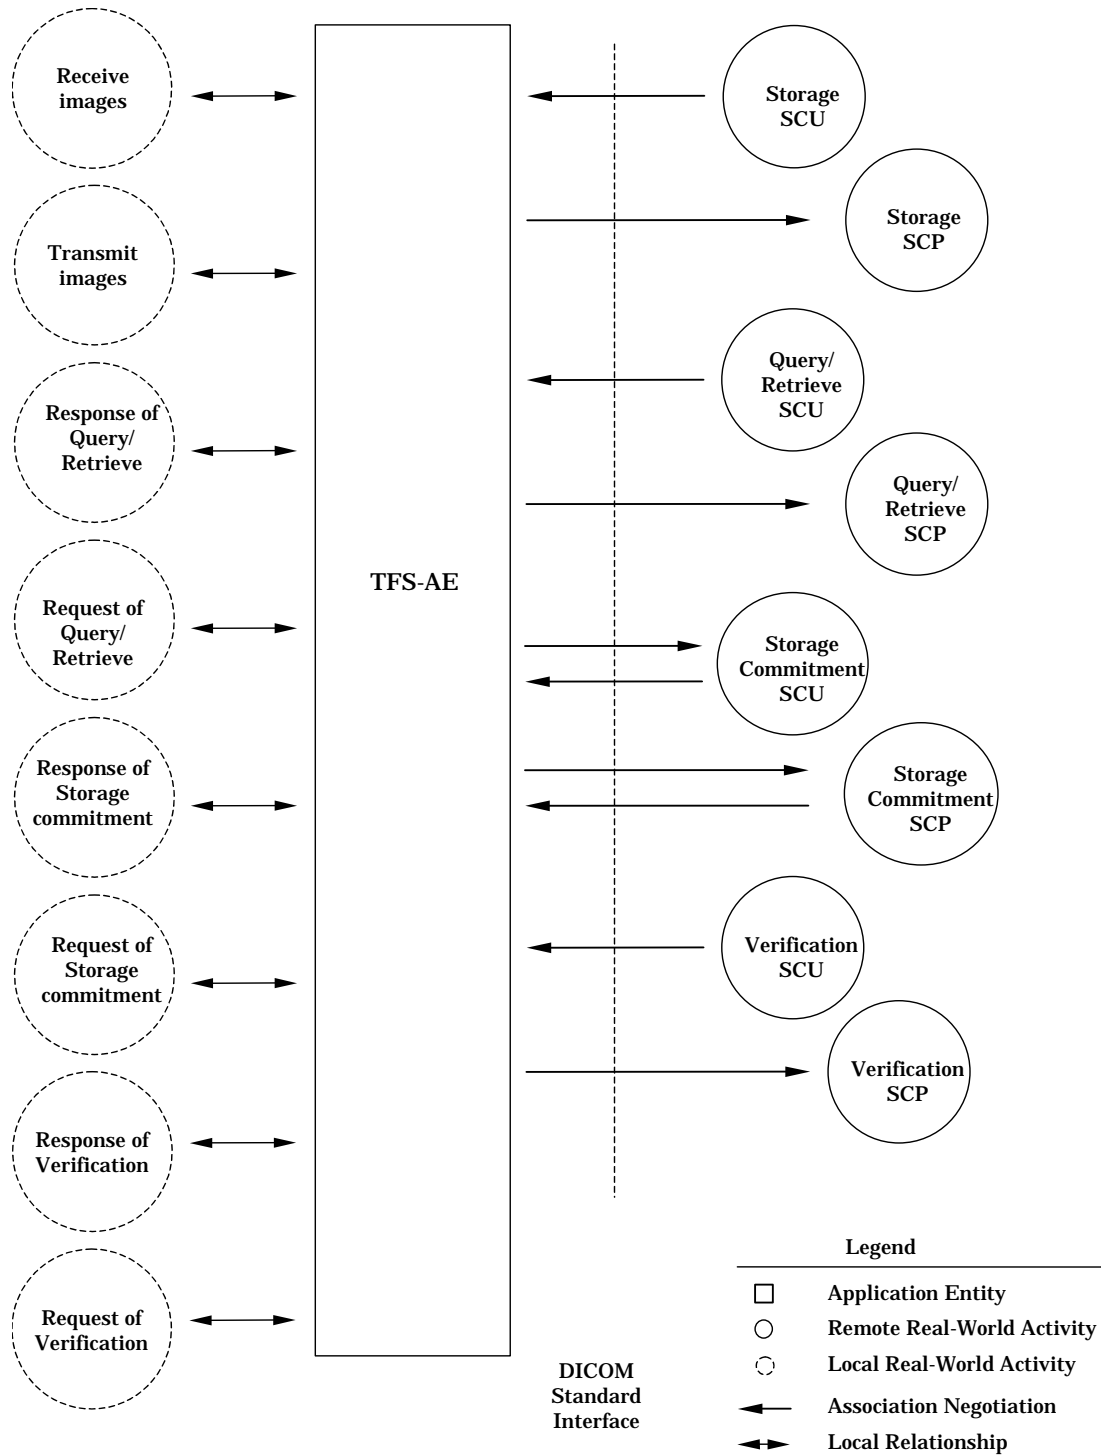 Receive
images
Transmit
images
Response of
Query/
Retrieve
Request of
Query/
Retrieve
Response of
Storage
commitment
Request of
Storage
commitment
Response of
Verification
Request of
Verification
TFS-AE
Storage
SCU
Storage
SCP
Query/
Retrieve
SCU
Query/
Retrieve
SCP
Storage
Commitment
SCU
Storage
Commitment
SCP
Verification
SCU
Verification
SCP
DICOM
Standard
Interface
Legend
Application Entity
Remote Real-World Activity
Local Real-World Activity
Association Negotiation
Local Relationship